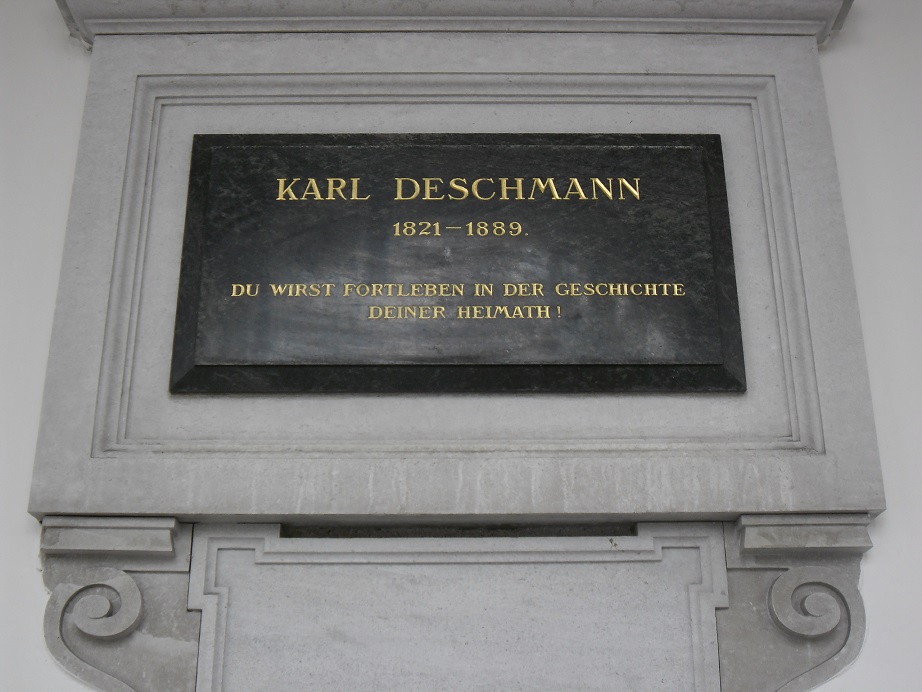 KARL DESCHMANN
1821–1889.
DU WIRST FORTLEBEN IN DER GESCHICHTE
DEINER HEIMATH!